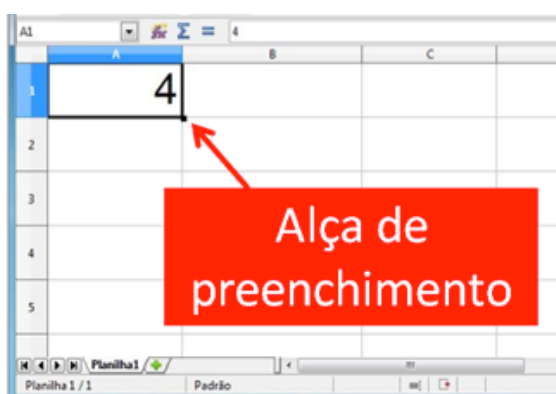 A1 Σ = 4
A B C
1 4
2
3
Alça de
4
preenchimento
5
Planilha1
Planilha 1 / 1 Padrão